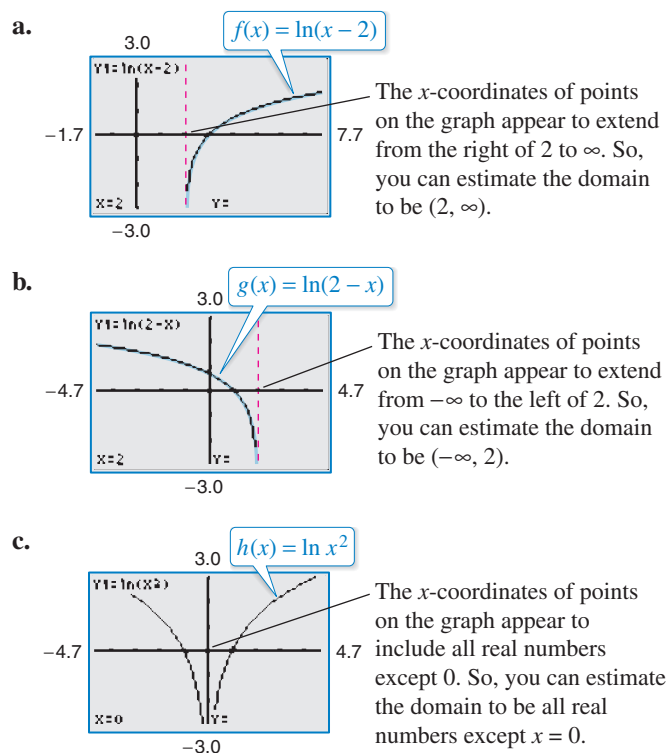 a.
3.0
f(x) = ln(x − 2)
Y1=ln(X-2)
−1.7
7.7
X=2
Y=
−3.0
The x-coordinates of points
on the graph appear to extend
from the right of 2 to ∞. So,
you can estimate the domain
to be (2, ∞).
b.
3.0
g(x) = ln(2 − x)
Y1=ln(2-X)
−4.7
4.7
X=2
Y=
−3.0
The x-coordinates of points
on the graph appear to extend
from −∞ to the left of 2. So,
you can estimate the domain
to be (−∞, 2).
c.
3.0
h(x) = ln x²
Y1=ln(X²)
−4.7
4.7
X=0
Y=
−3.0
The x-coordinates of points
on the graph appear to
include all real numbers
except 0. So, you can estimate
the domain to be all real
numbers except x = 0.